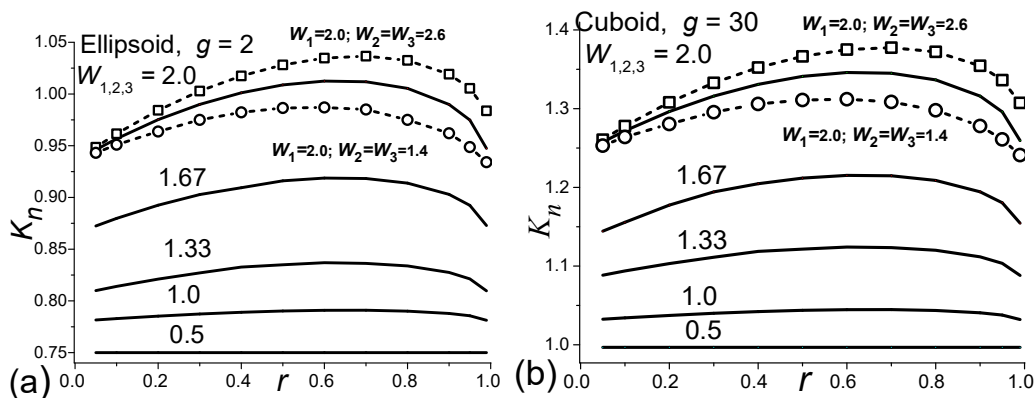 Ellipsoid, g = 2
W1,2,3 = 2.0
W1=2.0; W2=W3=2.6
W1=2.0; W2=W3=1.4
1.67
1.33
1.0
0.5
1.05
1.00
0.95
0.90
0.85
0.80
0.75
Kn
0.0 0.2 0.4 0.6 0.8 1.0
r
(a)
Cuboid, g = 30
W1,2,3 = 2.0
W1=2.0; W2=W3=2.6
W1=2.0; W2=W3=1.4
1.67
1.33
1.0
0.5
1.4
1.3
1.2
1.1
1.0
Kn
0.0 0.2 0.4 0.6 0.8 1.0
r
(b)